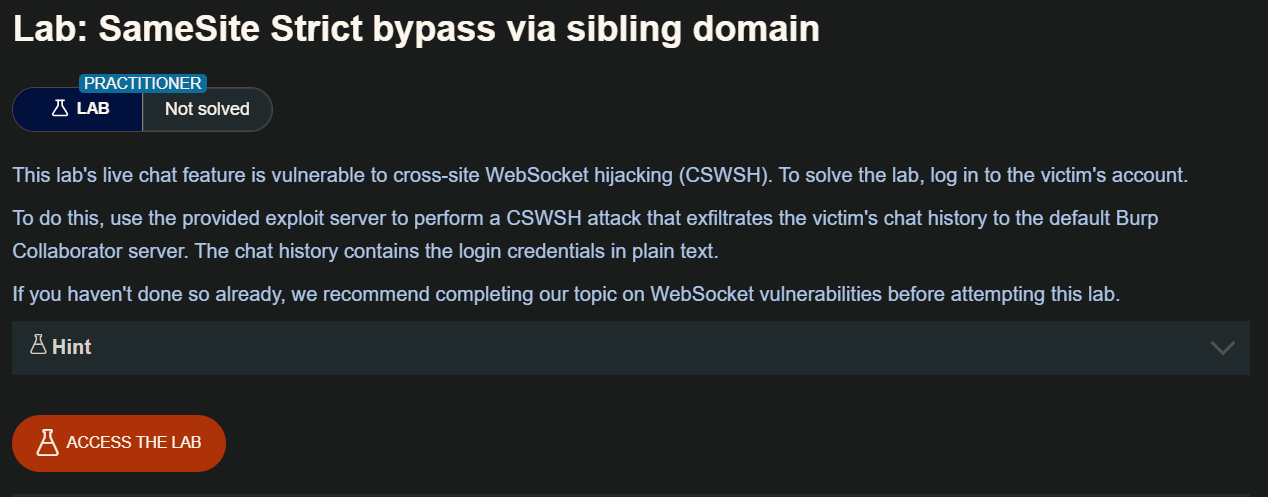 Lab: SameSite Strict bypass via sibling domain
PRACTITIONER
LAB
Not solved
This lab's live chat feature is vulnerable to cross-site WebSocket hijacking (CSWSH). To solve the lab, log in to the victim's account.
To do this, use the provided exploit server to perform a CSWSH attack that exfiltrates the victim's chat history to the default Burp
Collaborator server. The chat history contains the login credentials in plain text.
If you haven't done so already, we recommend completing our topic on WebSocket vulnerabilities before attempting this lab.
Hint
ACCESS THE LAB